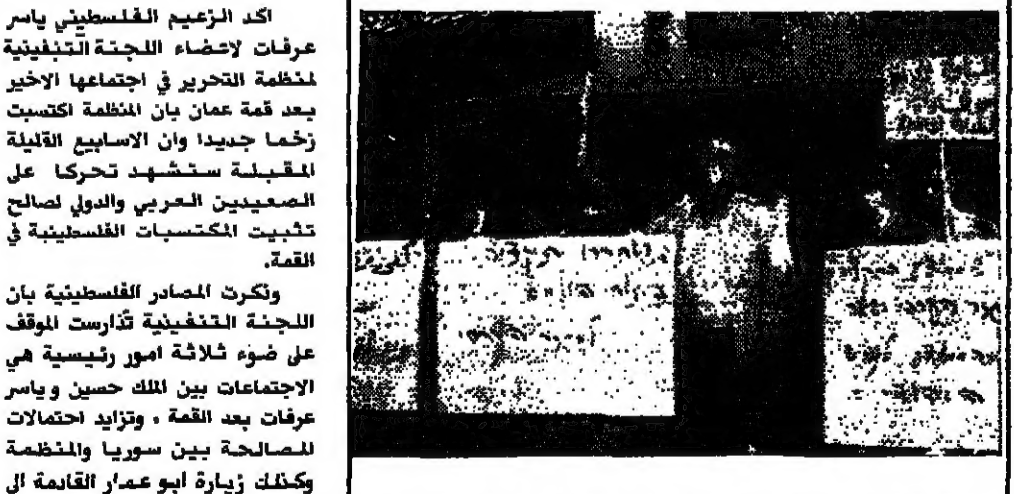 اكد الزعيم الفلسطيني ياسر
عرفات لاعضاء اللجنة التنفيذية
لمنظمة التحرير في اجتماعها الاخير
بعد قمة عمان بان المنظمة اكتسبت
زخما جديدا وان الاسابيع القليلة
المقبلة ستشهد تحركا على
الصعيدين العربي والدولي لصالح
تثبيت المكتسبات الفلسطينية في
القمة.
وذكرت المصادر الفلسطينية بان
اللجنة التنفيذية تدارست الموقف
على ضوء ثلاثة امور رئيسية هي
الاجتماعات بين الملك حسين وياسر
عرفات بعد القمة ، وتزايد احتمالات
المصالحة بين سوريا والمنظمة
وكذلك زيارة ابو عمار القادمة الى